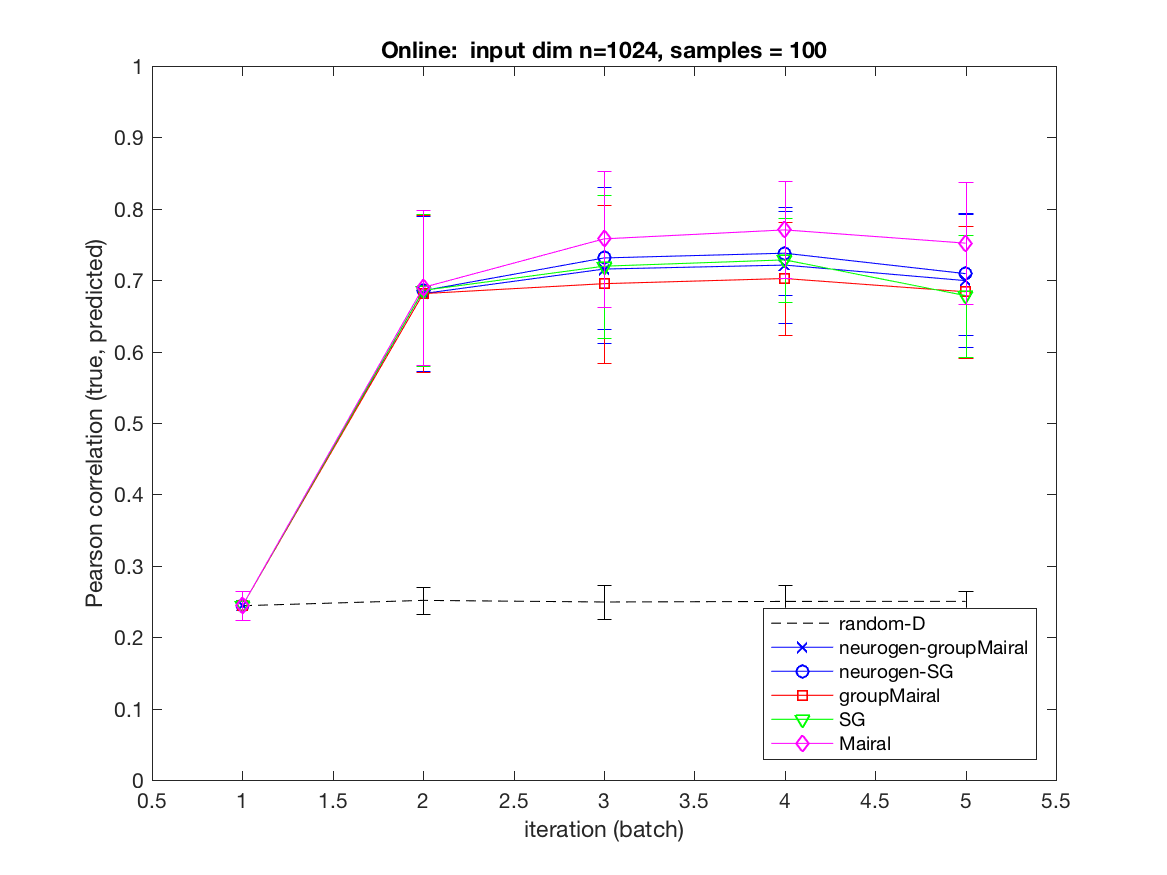 Online:  input dim n=1024, samples = 100
Pearson correlation (true, predicted)
1
0.9
0.8
0.7
0.6
0.5
0.4
0.3
0.2
0.1
0
random-D
neurogen-groupMairal
neurogen-SG
groupMairal
SG
Mairal
0.5 1 1.5 2 2.5 3 3.5 4 4.5 5 5.5
iteration (batch)